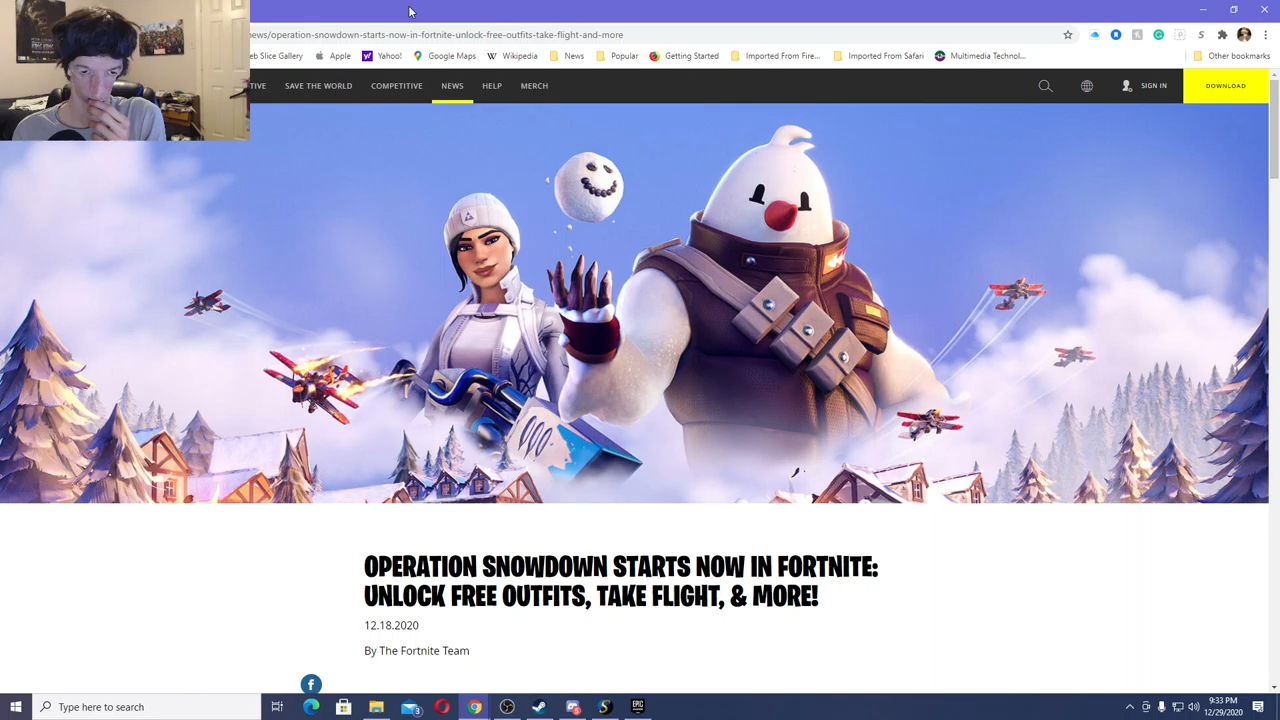 news/operation-snowdown-starts-now-in-fortnite-unlock-free-outfits-take-flight-and-more
eb Slice Gallery Apple Yahoo! Google Maps Wikipedia News Popular Getting Started Imported From Fire... Imported From Safari Multimedia Technol... Other bookmarks
TIVE SAVE THE WORLD COMPETITIVE NEWS HELP MERCH SIGN IN DOWNLOAD
OPERATION SNOWDOWN STARTS NOW IN FORTNITE:
UNLOCK FREE OUTFITS, TAKE FLIGHT, & MORE!
12.18.2020
By The Fortnite Team
Type here to search
3
5
EPIC
9:33 PM
12/29/2020